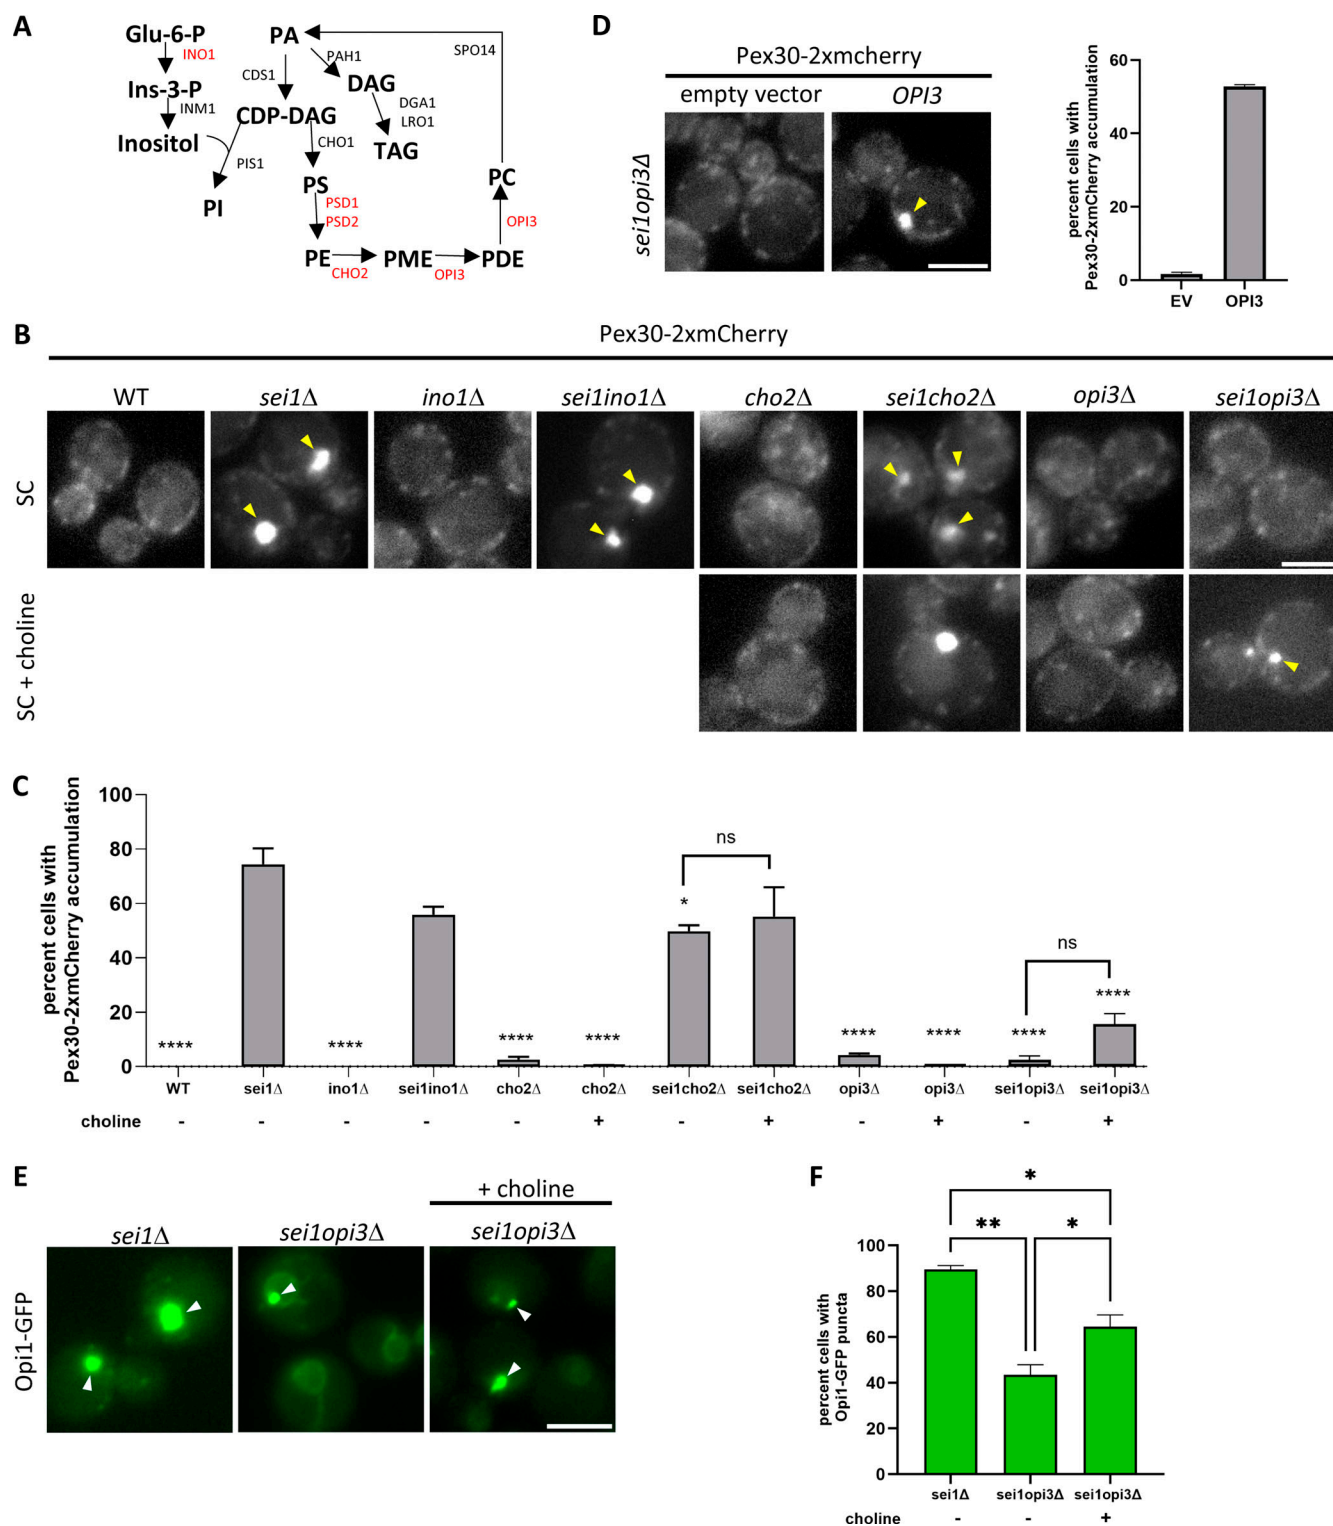 A
Glu-6-P
INO1
Ins-3-P
INM1
Inositol
PIS1
PI
PA
CDS1
PAH1
CDP-DAG
DAG
DGA1
LRO1
TAG
CHO1
PS
PSD1
PSD2
PE
CHO2
PME
OPI3
PDE
OPI3
PC
SPO14
D
Pex30-2xmcherry
empty vector OPI3
sei1opi3Δ
percent cells with
Pex30-2xmCherry accumulation
60
40
20
0
EV OPI3
B
Pex30-2xmCherry
WT sei1Δ ino1Δ sei1ino1Δ cho2Δ sei1cho2Δ opi3Δ sei1opi3Δ
SC
SC + choline
C
percent cells with
Pex30-2xmCherry accumulation
100
80
60
40
20
0
ns
*
ns
****
**** **** **** **** **** **** ****
WT sei1Δ ino1Δ sei1ino1Δ cho2Δ cho2Δ sei1cho2Δ sei1cho2Δ opi3Δ opi3Δ sei1opi3Δ sei1opi3Δ
choline - - - - - + - + - + - +
E
+ choline
sei1Δ sei1opi3Δ sei1opi3Δ
Opi1-GFP
F
percent cells with
Opi1-GFP puncta
100
80
60
40
20
0
*
** *
sei1Δ sei1opi3Δ sei1opi3Δ
choline - - +